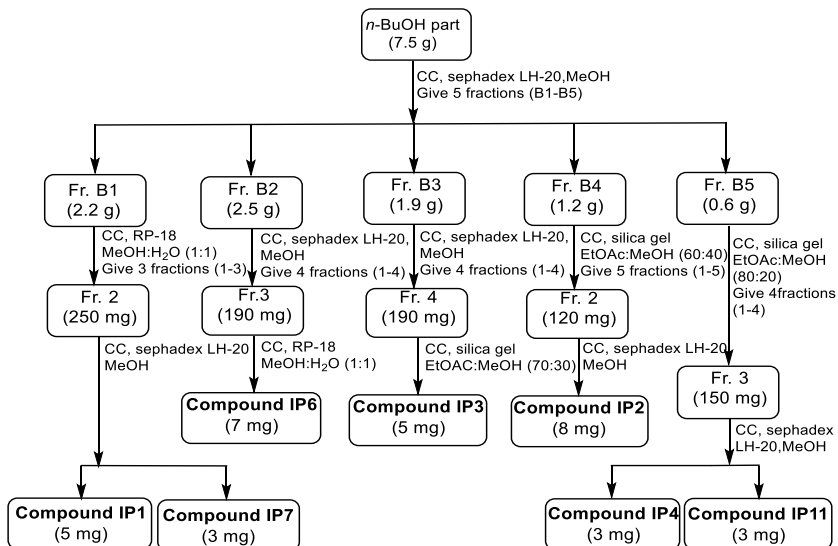 n-BuOH part
(7.5 g)
CC, sephadex LH-20,MeOH
Give 5 fractions (B1-B5)
Fr. B1
(2.2 g)
Fr. B2
(2.5 g)
Fr. B3
(1.9 g)
Fr. B4
(1.2 g)
Fr. B5
(0.6 g)
CC, RP-18
MeOH:H2O (1:1)
Give 3 fractions (1-3)
CC, sephadex LH-20,
MeOH
Give 4 fractions (1-4)
CC, sephadex LH-20,
MeOH
Give 4 fractions (1-4)
CC, silica gel
EtOAc:MeOH (60:40)
Give 5 fractions (1-5)
CC, silica gel
EtOAc:MeOH
(80:20)
Give 4fractions
(1-4)
Fr. 2
(250 mg)
Fr.3
(190 mg)
Fr. 4
(190 mg)
Fr. 2
(120 mg)
CC, sephadex LH-20
MeOH
CC, RP-18
MeOH:H2O (1:1)
CC, silica gel
EtOAC:MeOH (70:30)
CC, sephadex LH-20
MeOH
Fr. 3
(150 mg)
Compound IP6
(7 mg)
Compound IP3
(5 mg)
Compound IP2
(8 mg)
CC, sephadex
LH-20,MeOH
Compound IP1
(5 mg)
Compound IP7
(3 mg)
Compound IP4
(3 mg)
Compound IP11
(3 mg)